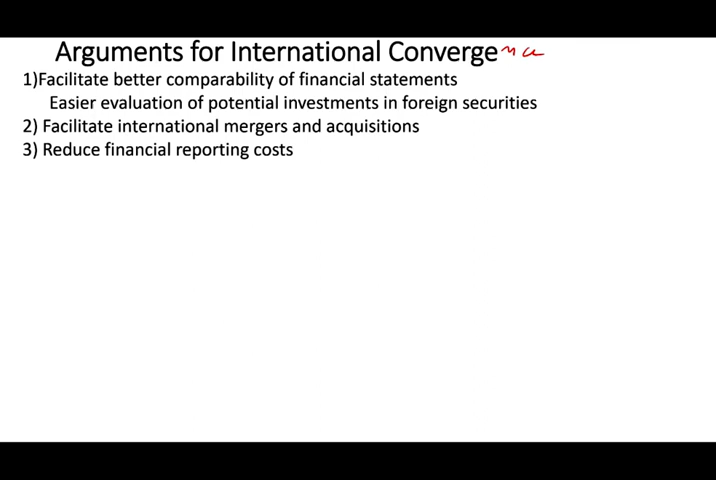 Arguments for International Convergence
1)Facilitate better comparability of financial statements
Easier evaluation of potential investments in foreign securities
2) Facilitate international mergers and acquisitions
3) Reduce financial reporting costs